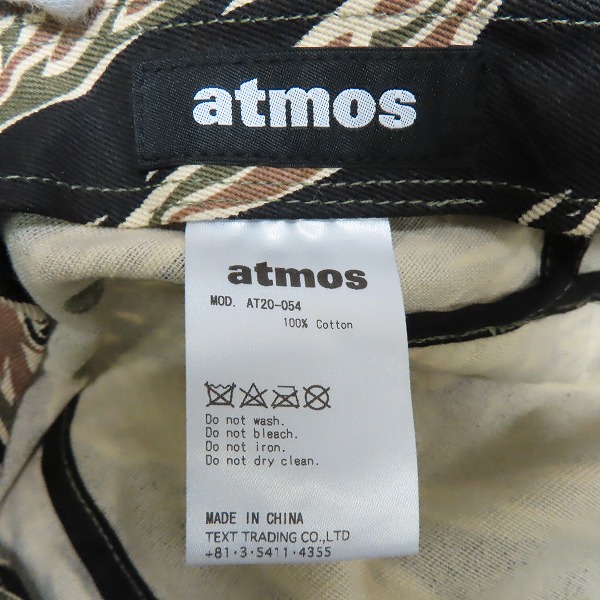 atmos
atmos
MOD. AT20-054
100% Cotton
Do not wash.
Do not bleach.
Do not iron.
Do not dry clean.
MADE IN CHINA
TEXT TRADING CO.,LTD
+81·3·5411·4355